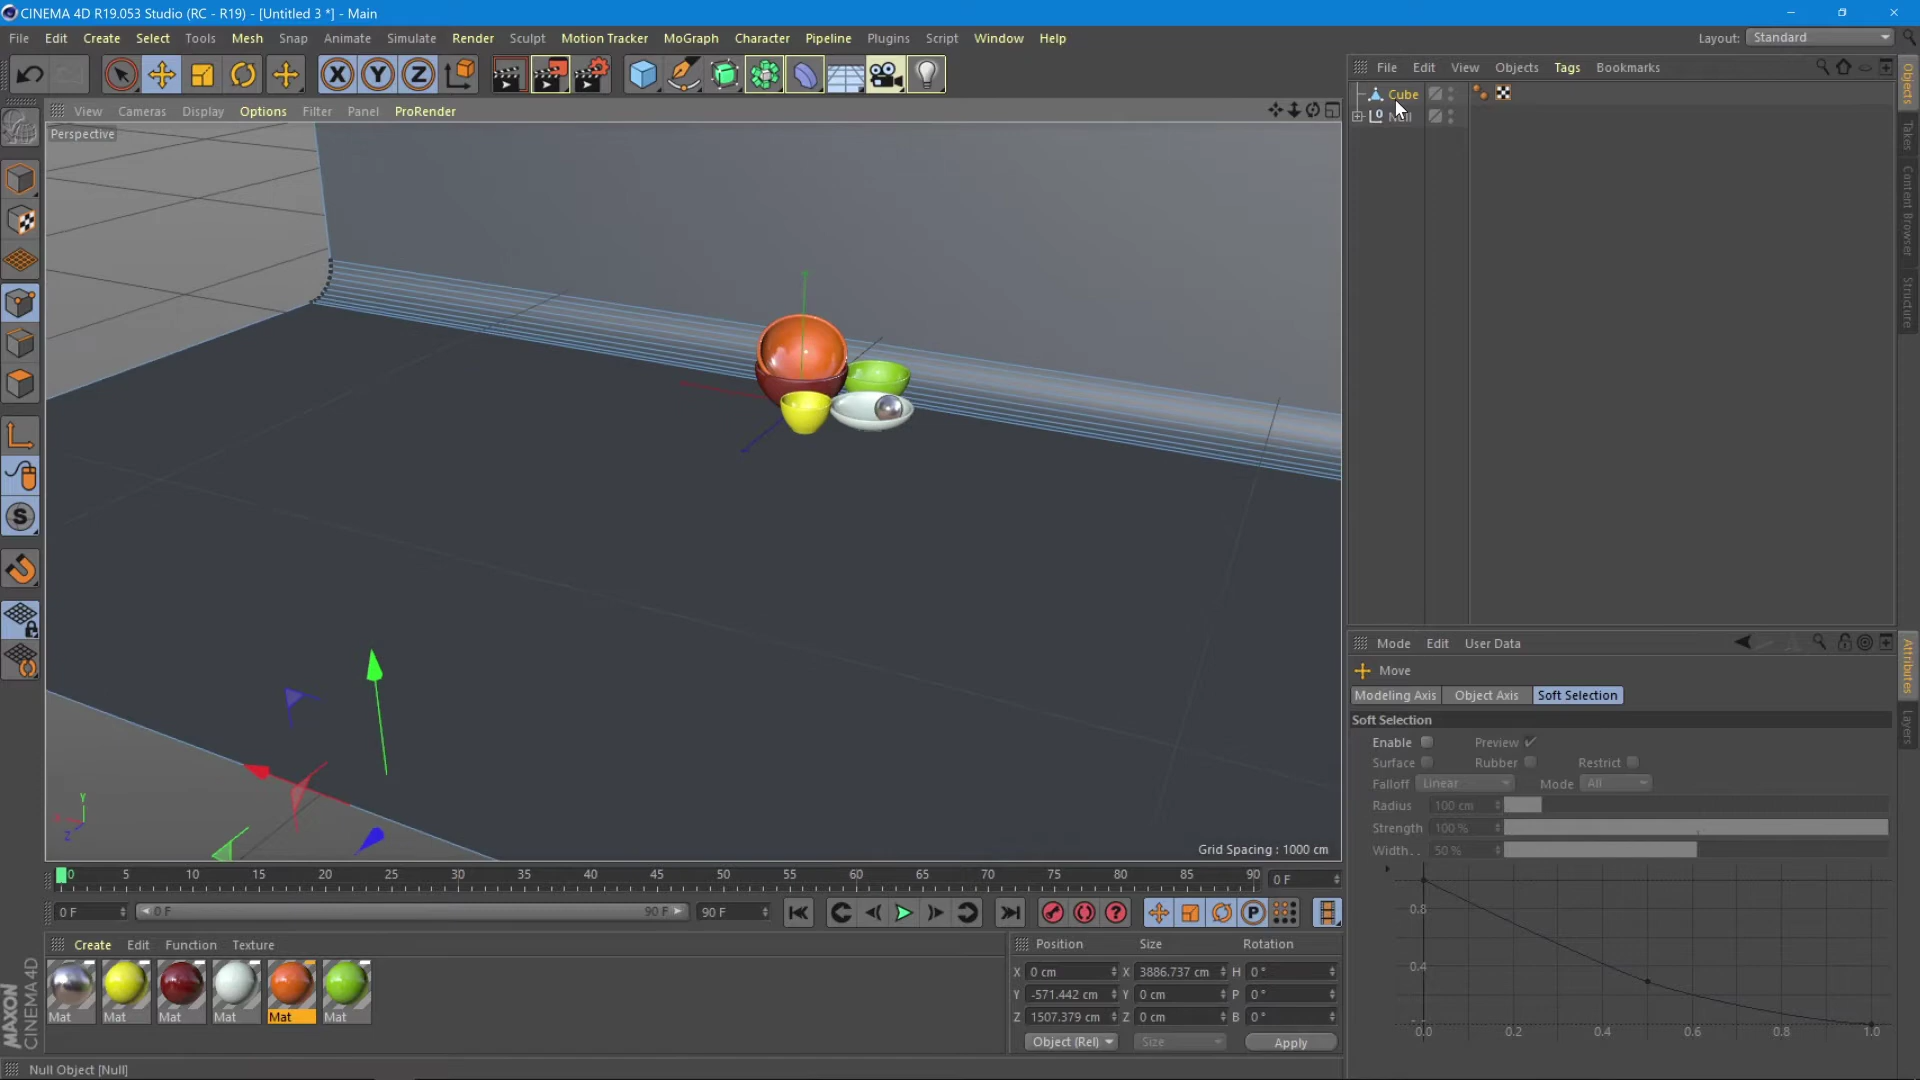 CINEMA 4D R19.053 Studio (RC - R19) - [Untitled 3 *] - Main
File Edit Create Select Tools Mesh Snap Animate Simulate Render Sculpt Motion Tracker MoGraph Character Pipeline Plugins Script Window Help
Layout: Standard
X Y Z
File Edit View Objects Tags Bookmarks
Cube
View Cameras Display Options Filter Panel ProRender
Perspective
Objects
Takes
Content Browser
Structure
S
Y
X
Z
Grid Spacing : 1000 cm
Mode Edit User Data
Move
Modeling Axis Object Axis Soft Selection
Soft Selection
Enable Preview
Surface Rubber Restrict
Falloff Linear Mode All
Radius 100 cm
Strength 100 %
Width.. 50 %
0.8
0.4
0.0 0.2 0.4 0.6 0.8 1.0
Attributes
Layers
0 5 10 15 20 25 30 35 40 45 50 55 60 65 70 75 80 85 90 0 F
0 F 0 F 90 F 90 F P
Create Edit Function Texture
Mat Mat Mat Mat Mat Mat
Position Size Rotation
X 0 cm X 3886.737 cm H 0 °
Y -571.442 cm Y 0 cm P 0 °
Z 1507.379 cm Z 0 cm B 0 °
Object (Rel) Size Apply
MAXON
CINEMA 4D
Null Object [Null]